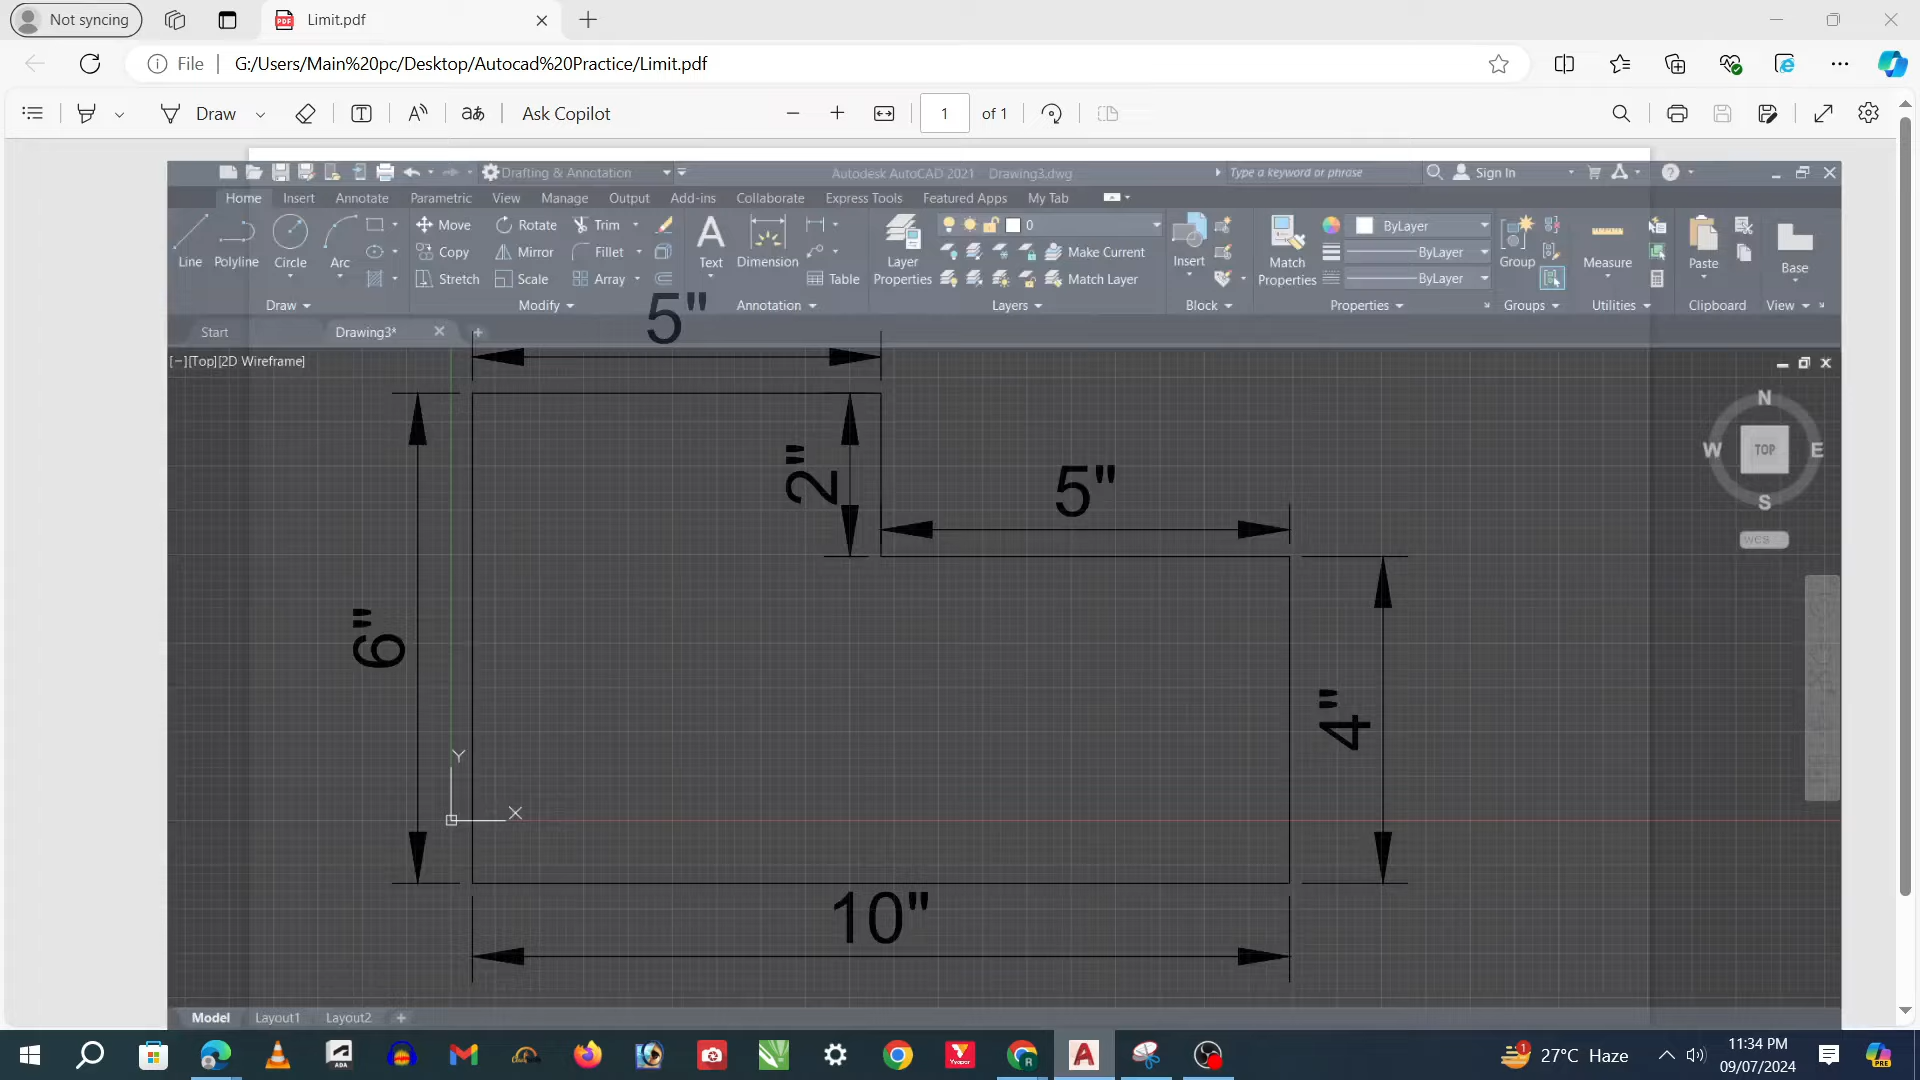 Not syncing
Limit.pdf
File
G:/Users/Main%20pc/Desktop/Autocad%20Practice/Limit.pdf
Draw
Ask Copilot
1
of 1
Drafting & Annotation
Autodesk AutoCAD 2021 Drawing3.dwg
Type a keyword or phrase
Sign In
Home Insert Annotate Parametric View Manage Output Add-ins Collaborate Express Tools Featured Apps My Tab
Move Rotate Trim
0
ByLayer
Copy Mirror Fillet
Make Current
ByLayer
Line Polyline Circle Arc
Text Dimension
Layer Properties
Insert
Match Properties
Group
Measure
Paste
Base
Stretch Scale Array
Table
Match Layer
ByLayer
Draw Modify Annotation Layers Block Properties Groups Utilities Clipboard View
Start Drawing3*
5"
[−][Top][2D Wireframe]
N
W TOP E
S
WCS
2"
5"
6"
4"
Y
X
10"
Model Layout1 Layout2
1
27°C Haze
11:34 PM
09/07/2024